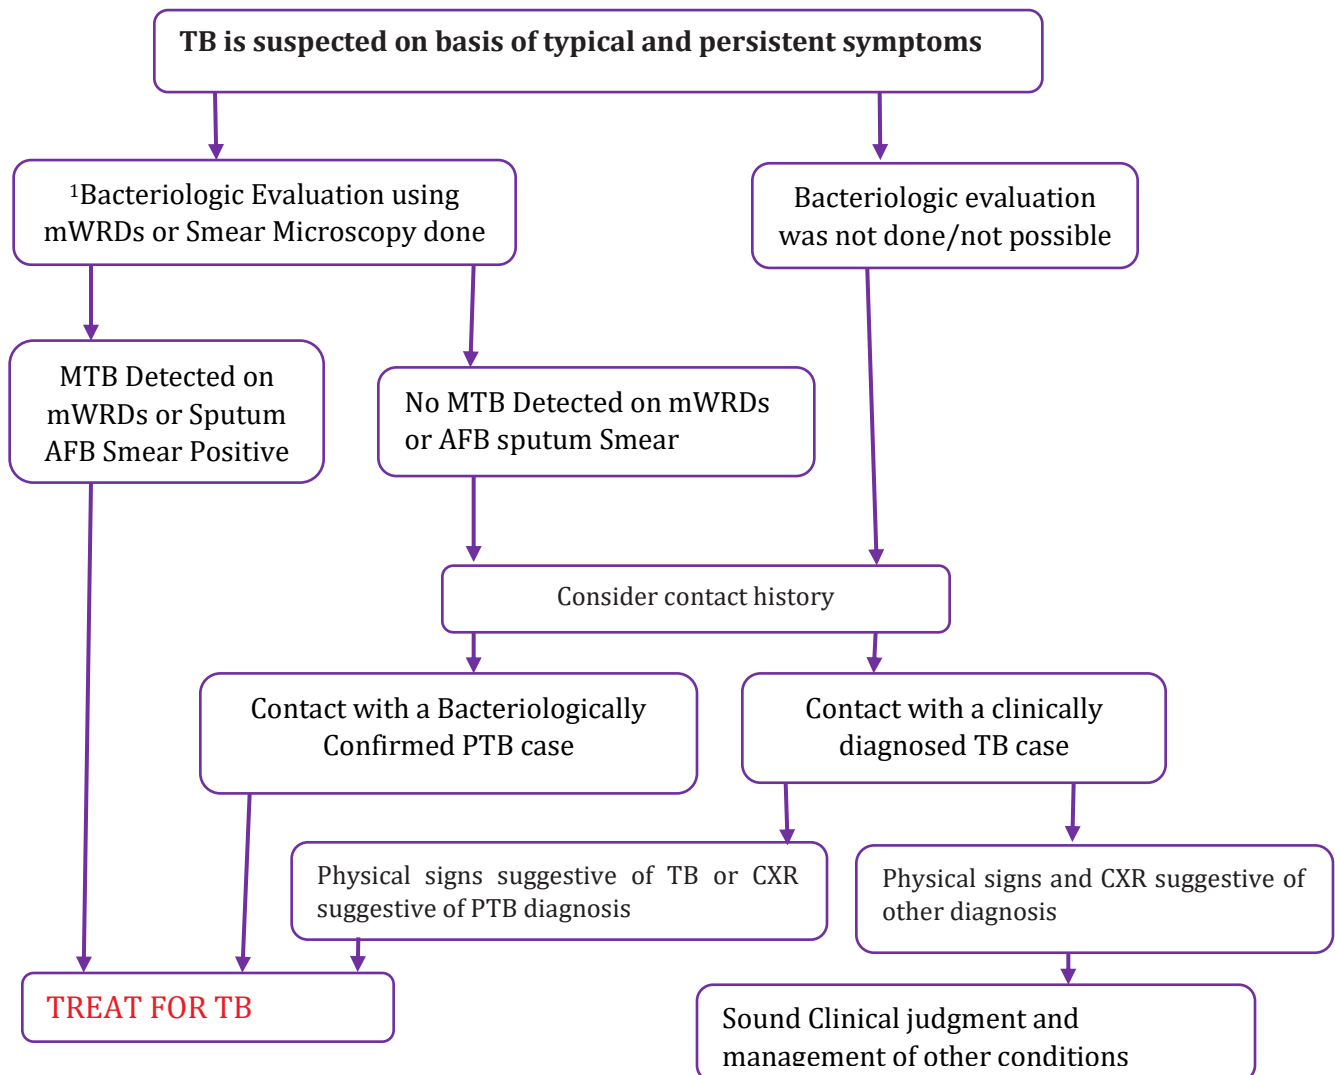 TB is suspected on basis of typical and persistent symptoms
¹Bacteriologic Evaluation using
mWRDs or Smear Microscopy done
Bacteriologic evaluation
was not done/not possible
MTB Detected on
mWRDs or Sputum
AFB Smear Positive
No MTB Detected on mWRDs
or AFB sputum Smear
Consider contact history
Contact with a Bacteriologically
Confirmed PTB case
Contact with a clinically
diagnosed TB case
Physical signs suggestive of TB or CXR
suggestive of PTB diagnosis
Physical signs and CXR suggestive of
other diagnosis
TREAT FOR TB
Sound Clinical judgment and
management of other conditions